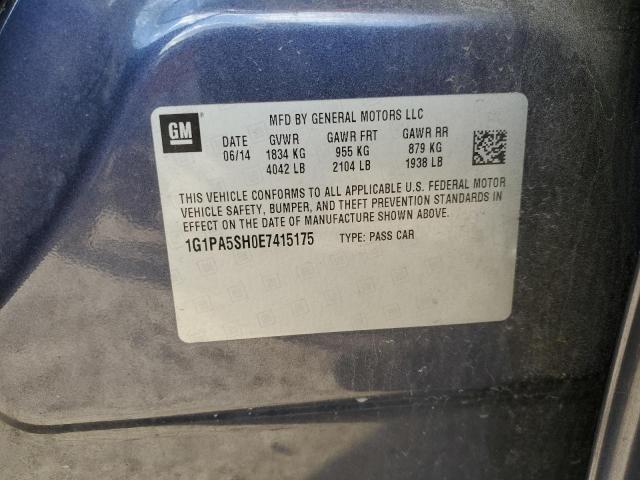 GM
MFD BY GENERAL MOTORS LLC
DATE GVWR GAWR FRT GAWR RR
06/14 1834 KG 955 KG 879 KG
4042 LB 2104 LB 1938 LB
THIS VEHICLE CONFORMS TO ALL APPLICABLE U.S. FEDERAL MOTOR
VEHICLE SAFETY, BUMPER, AND THEFT PREVENTION STANDARDS IN
EFFECT ON THE DATE OF MANUFACTURE SHOWN ABOVE.
1G1PA5SH0E7415175 TYPE: PASS CAR